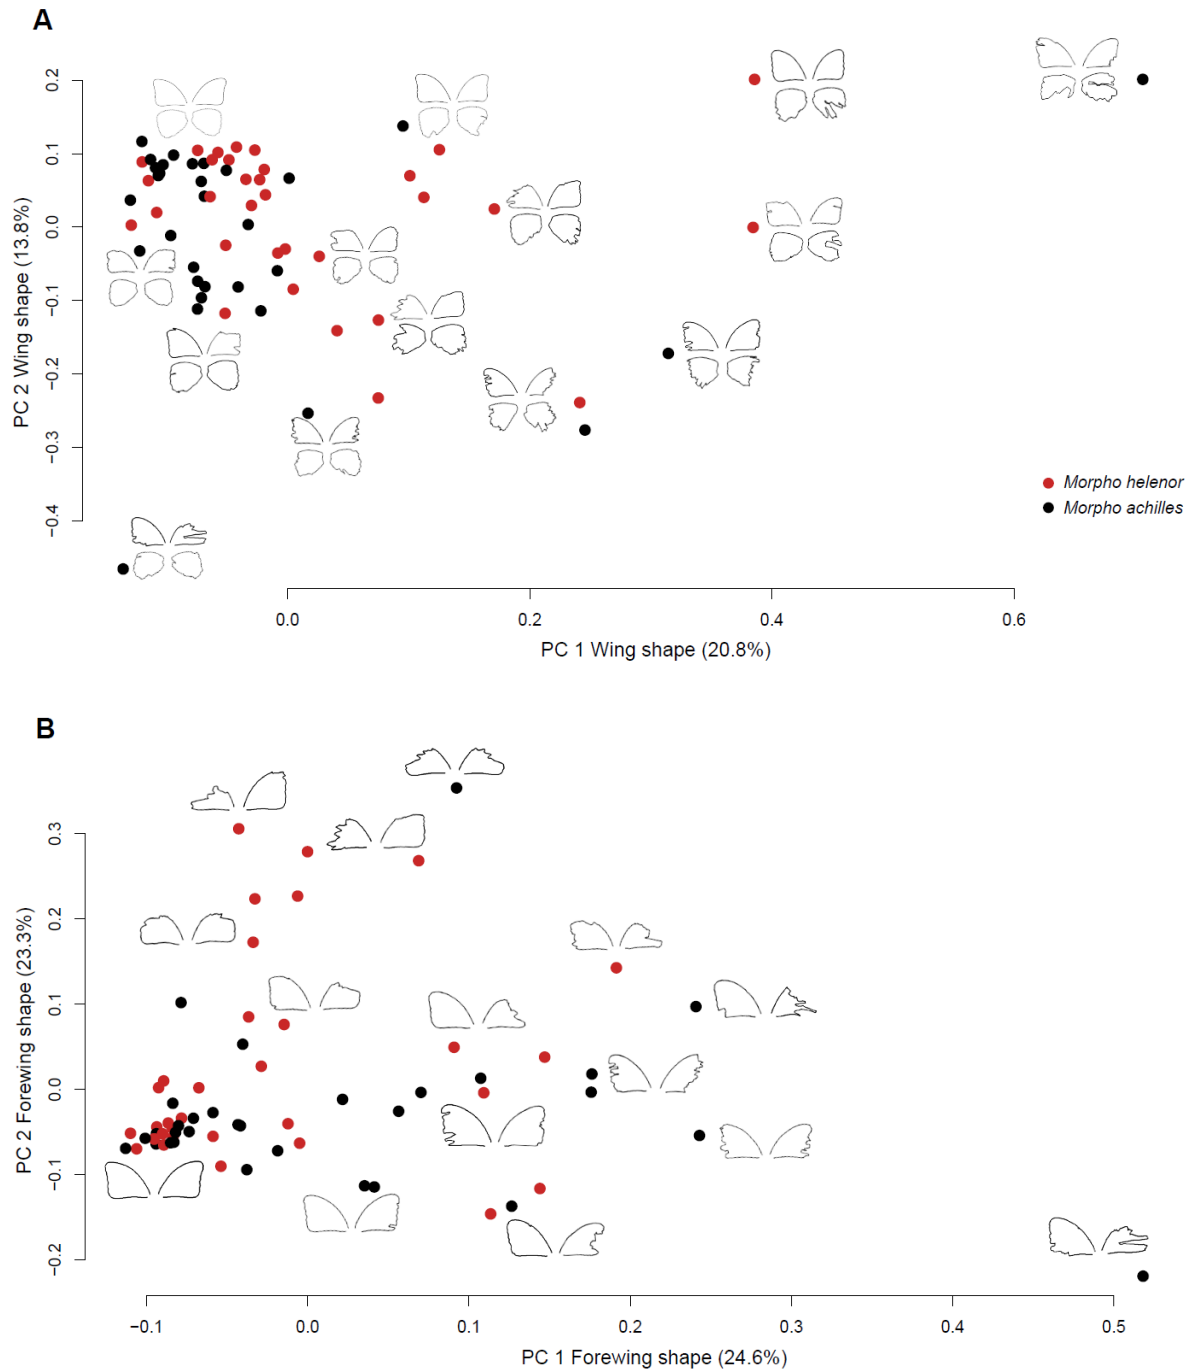 A
0.2
0.1
0.0
−0.1
−0.2
−0.3
−0.4
PC 2 Wing shape (13.8%)
Morpho helenor
Morpho achilles
0.0 0.2 0.4 0.6
PC 1 Wing shape (20.8%)
B
0.3
0.2
0.1
0.0
−0.1
−0.2
PC 2 Forewing shape (23.3%)
−0.1 0.0 0.1 0.2 0.3 0.4 0.5
PC 1 Forewing shape (24.6%)